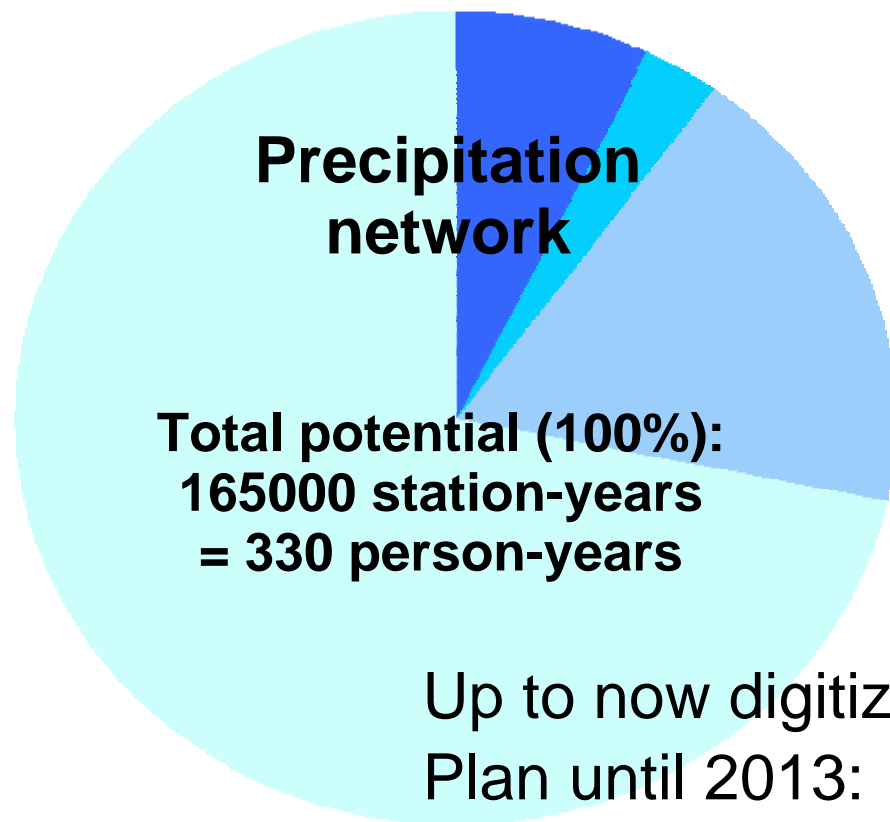 Precipitation
network
Total potential (100%):
165000 station-years
= 330 person-years
Up to now digitiz
Plan until 2013: